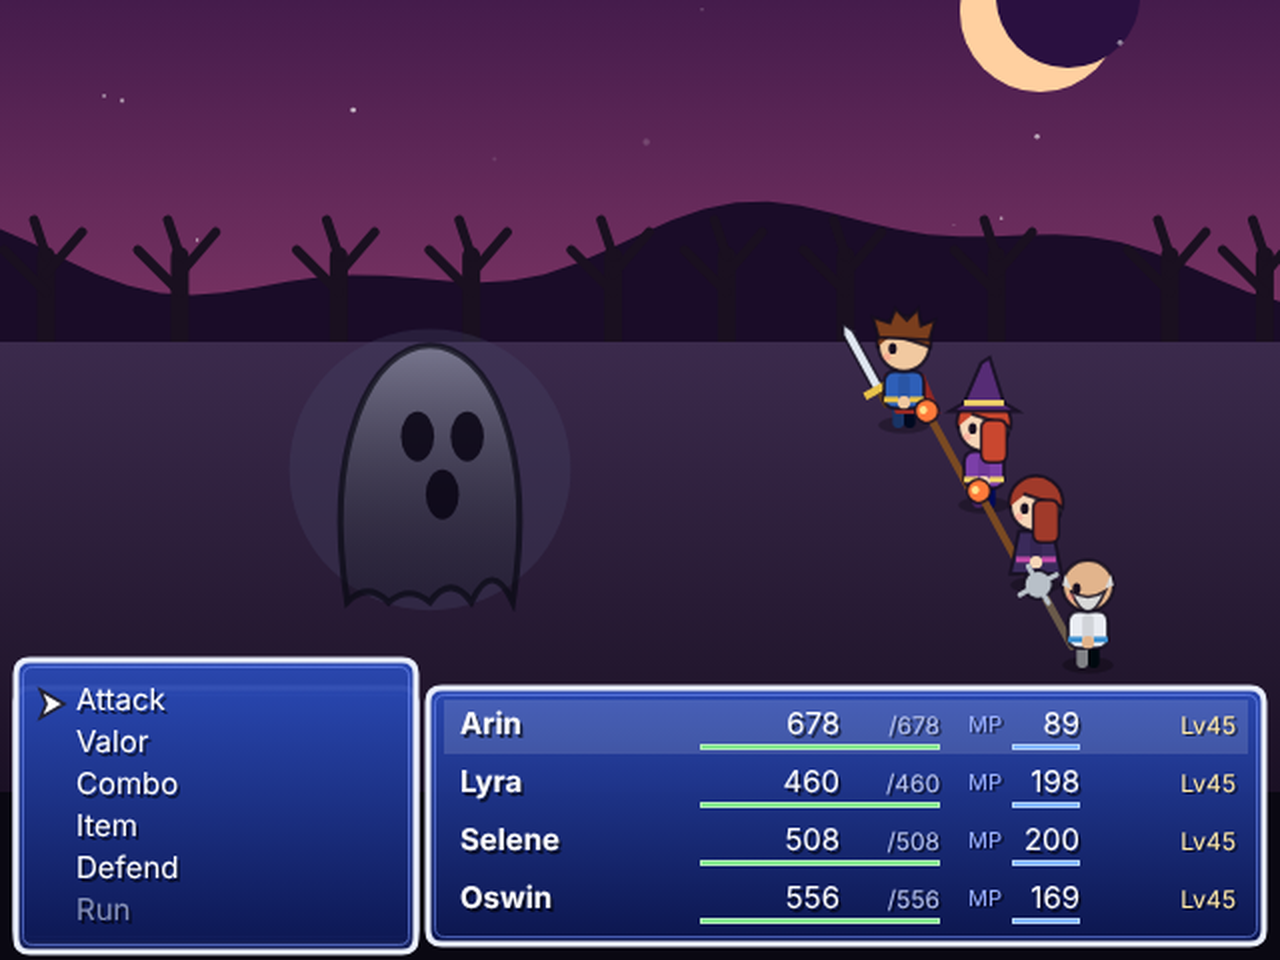 Attack
Valor
Combo
Item
Defend
Run
Arin 678 /678 MP 89 Lv45
Lyra 460 /460 MP 198 Lv45
Selene 508 /508 MP 200 Lv45
Oswin 556 /556 MP 169 Lv45